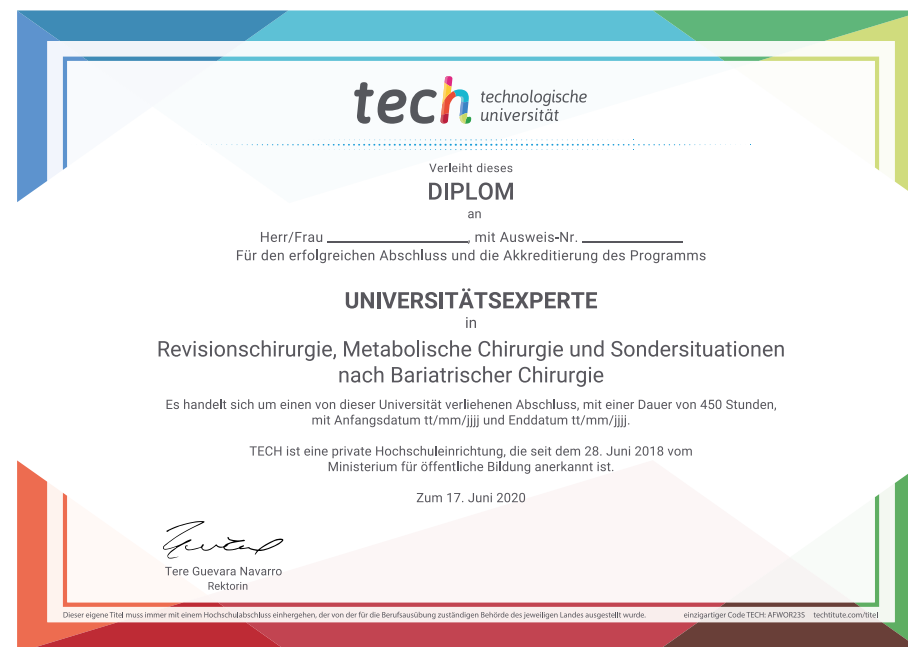 tech technologische
universität
Verleiht dieses
DIPLOM
an
Herr/Frau ____________________, mit Ausweis-Nr. ______________
Für den erfolgreichen Abschluss und die Akkreditierung des Programms
UNIVERSITÄTSEXPERTE
in
Revisionschirurgie, Metabolische Chirurgie und Sondersituationen
nach Bariatrischer Chirurgie
Es handelt sich um einen von dieser Universität verliehenen Abschluss, mit einer Dauer von 450 Stunden,
mit Anfangsdatum tt/mm/jjjj und Enddatum tt/mm/jjjj.
TECH ist eine private Hochschuleinrichtung, die seit dem 28. Juni 2018 vom
Ministerium für öffentliche Bildung anerkannt ist.
Zum 17. Juni 2020
Tere Guevara Navarro
Rektorin
Dieser eigene Titel muss immer mit einem Hochschulabschluss einhergehen, der von der für die Berufsausübung zuständigen Behörde des jeweiligen Landes ausgestellt wurde. einzigartiger Code TECH: AFWOR23S techtitute.com/titel